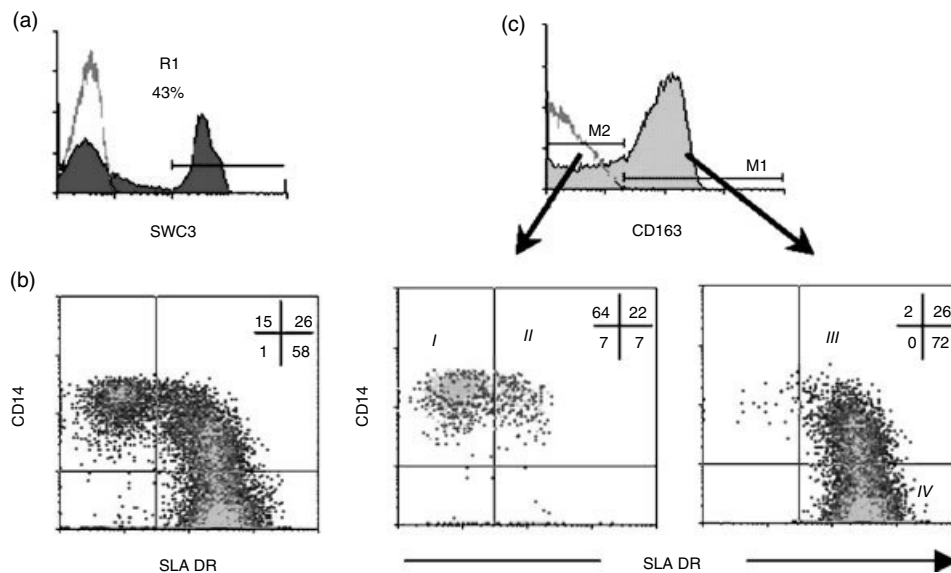 (a)
R1
43%
SWC3
(c)
M2
M1
CD163
(b)
CD14
15 26
1 58
SLA DR
CD14
I II
64 22
7 7
III
2 26
0 72
IV
SLA DR